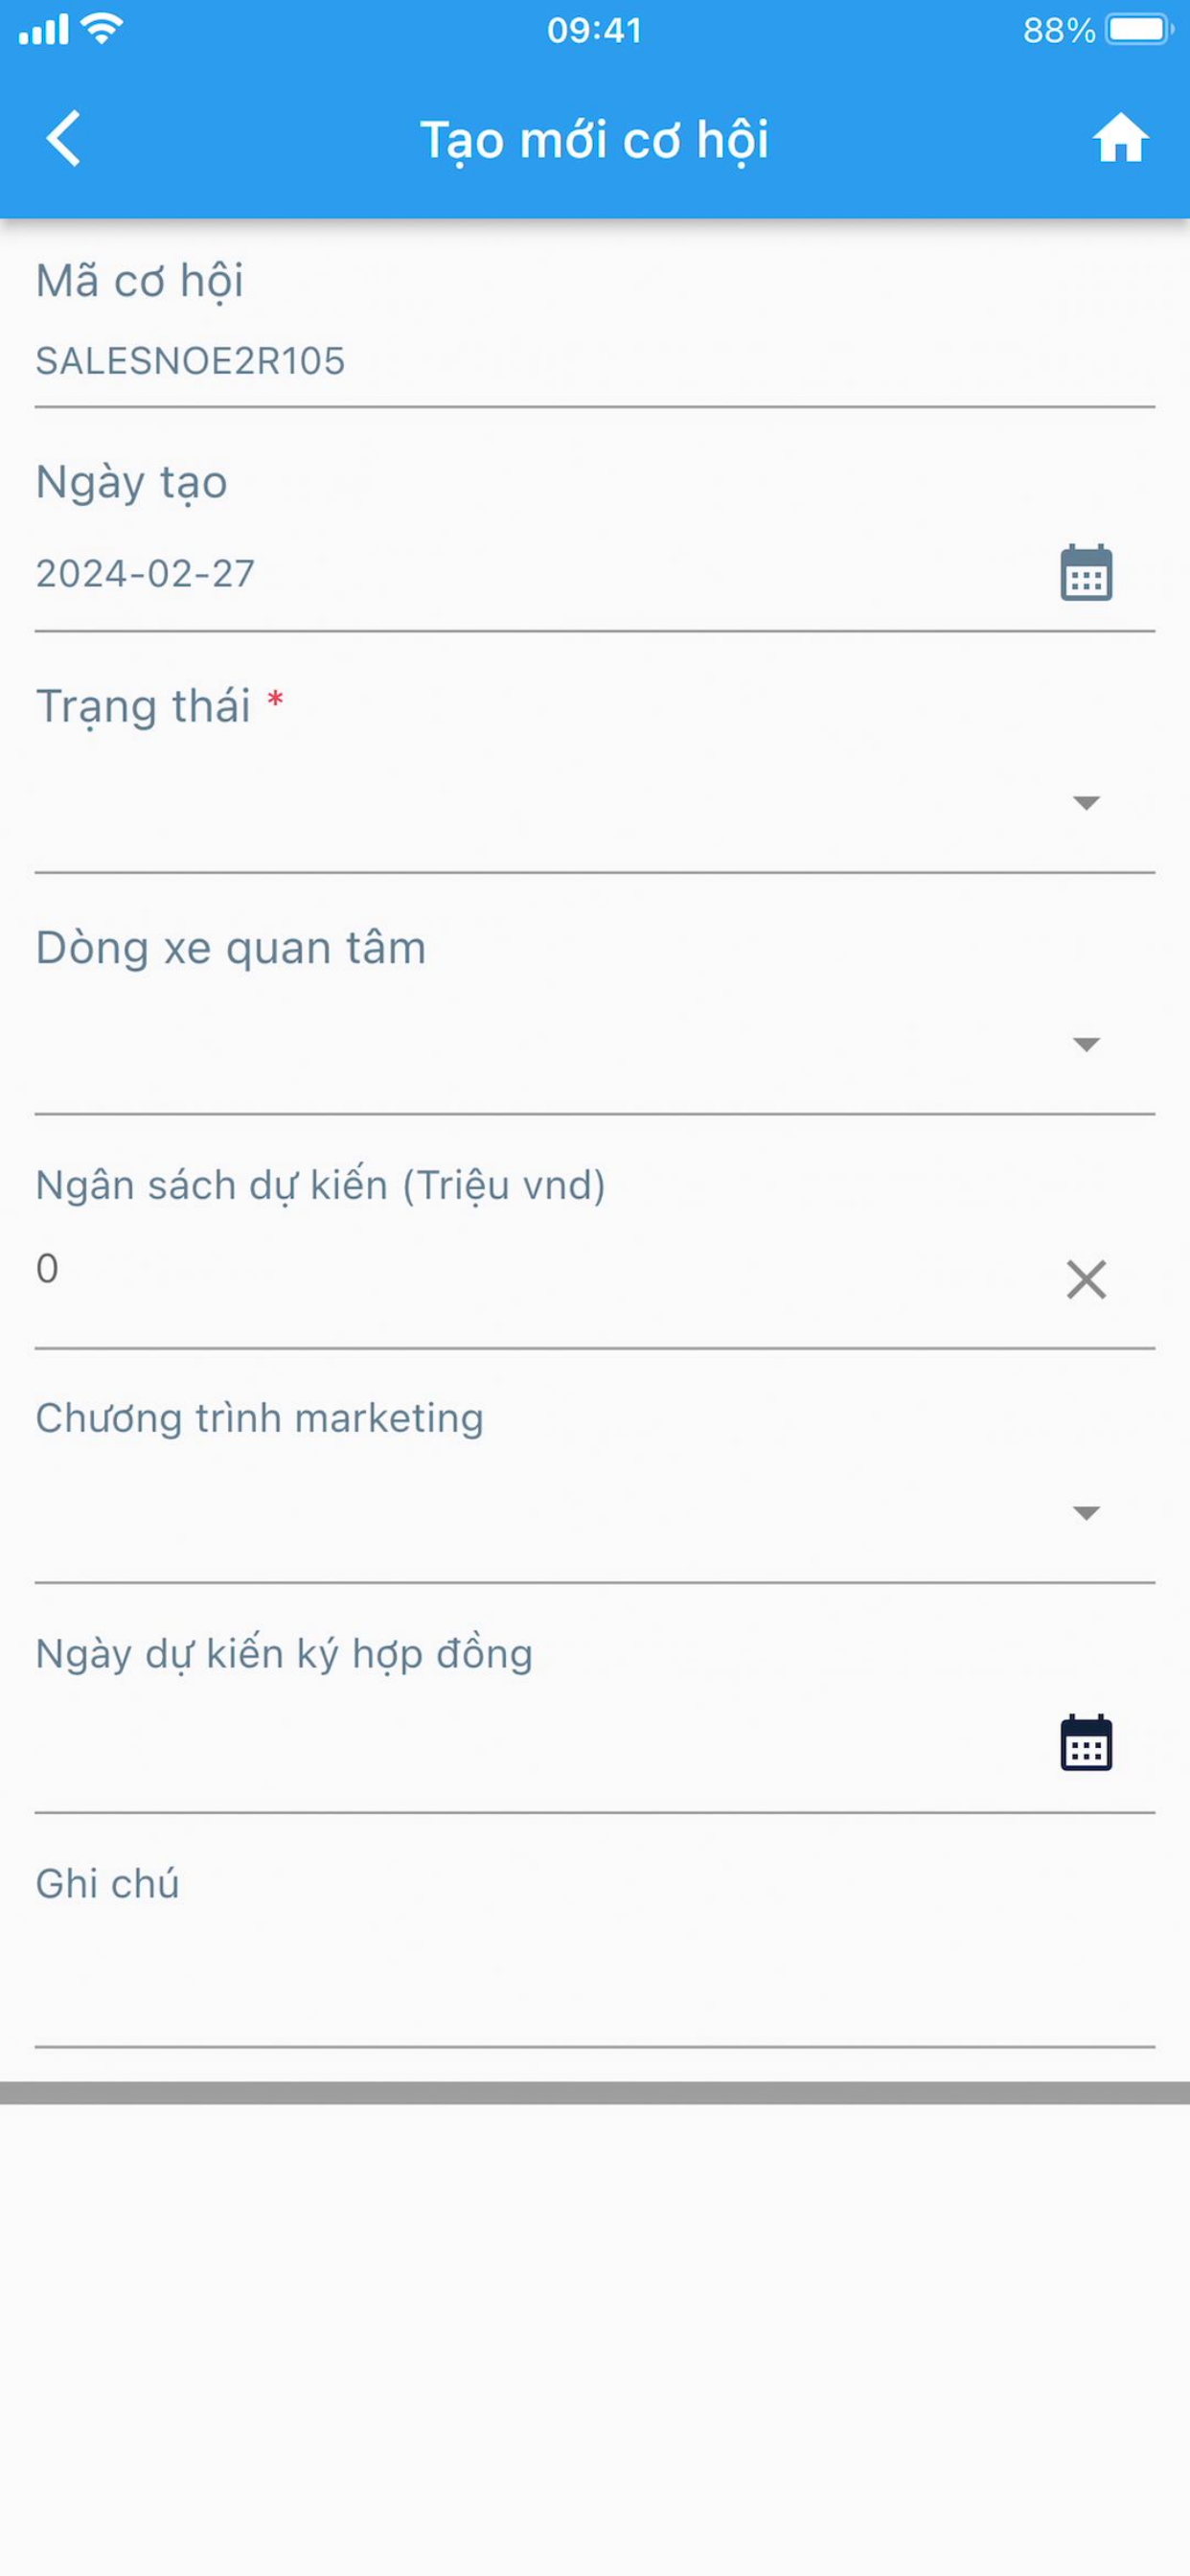 09:41
88%
Tạo mới cơ hội
Mã cơ hội
SALESNOE2R105
Ngày tạo
2024-02-27
Trạng thái *
Dòng xe quan tâm
Ngân sách dự kiến (Triệu vnd)
0
Chương trình marketing
Ngày dự kiến ký hợp đồng
Ghi chú